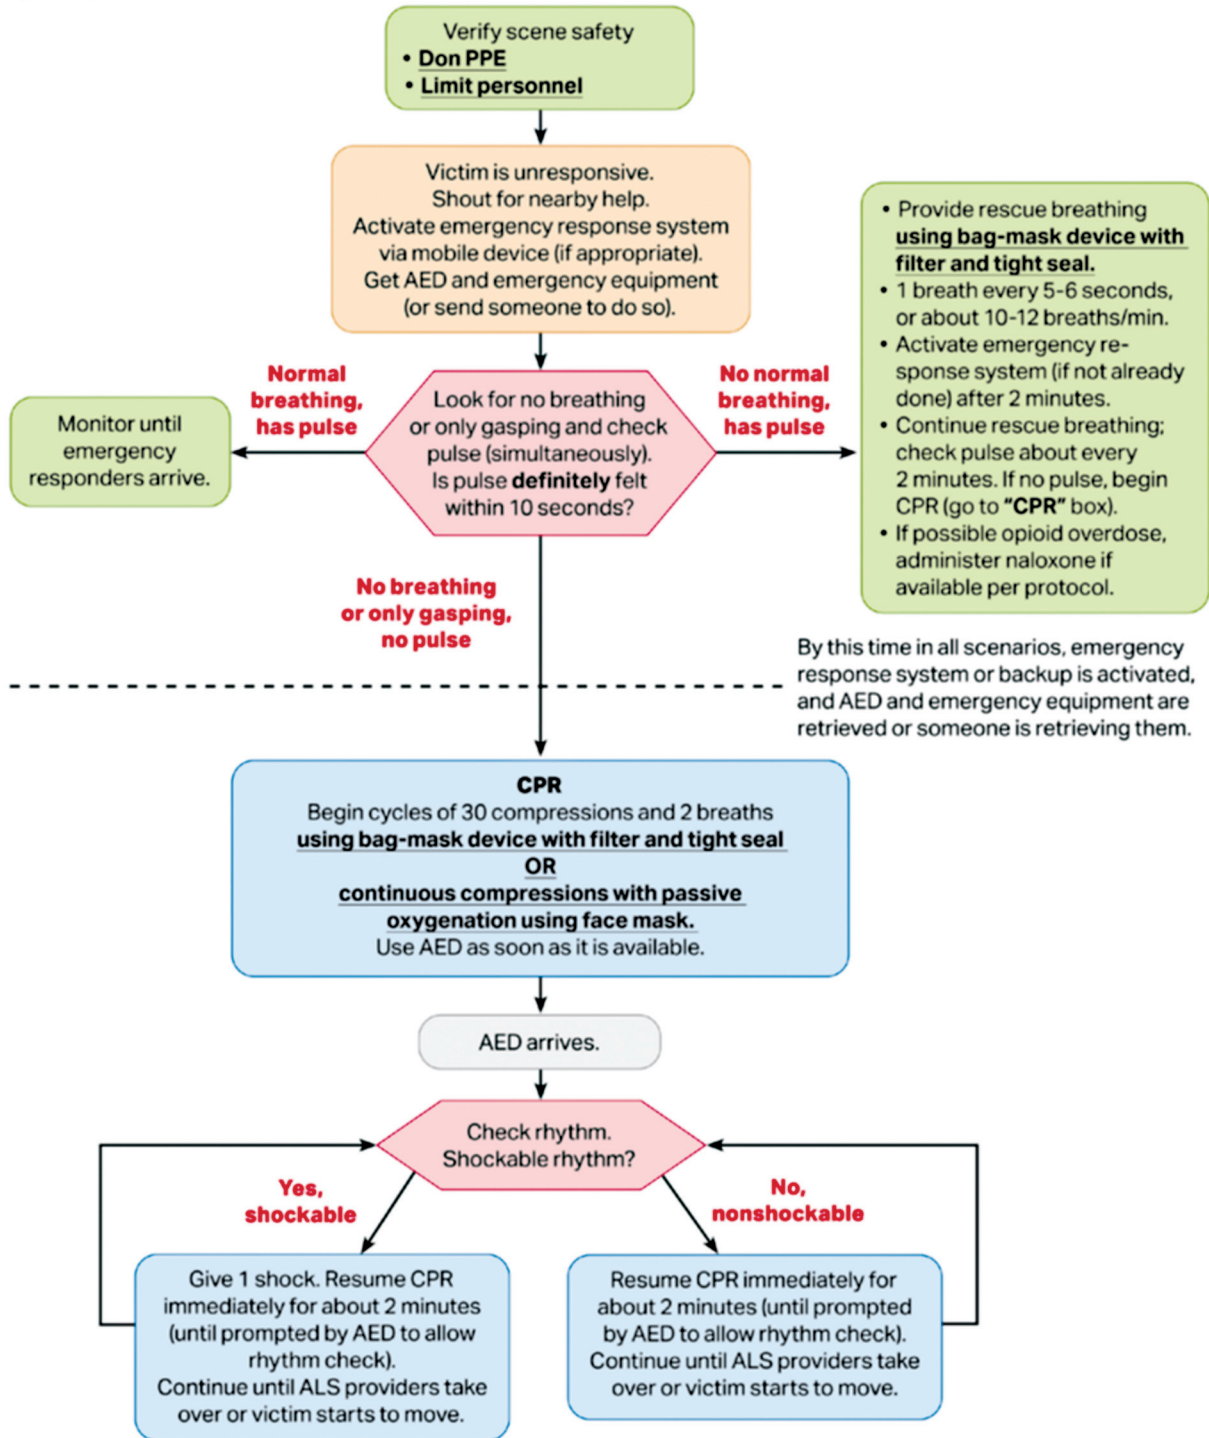 Verify scene safety
• Don PPE
• Limit personnel
Victim is unresponsive.
Shout for nearby help.
Activate emergency response system
via mobile device (if appropriate).
Get AED and emergency equipment
(or send someone to do so).
Normal
breathing,
has pulse
Monitor until
emergency
responders arrive.
Look for no breathing
or only gasping and check
pulse (simultaneously).
Is pulse definitely felt
within 10 seconds?
No normal
breathing,
has pulse
• Provide rescue breathing
using bag-mask device with
filter and tight seal.
• 1 breath every 5-6 seconds,
or about 10-12 breaths/min.
• Activate emergency re-
sponse system (if not already
done) after 2 minutes.
• Continue rescue breathing;
check pulse about every
2 minutes. If no pulse, begin
CPR (go to "CPR" box).
• If possible opioid overdose,
administer naloxone if
available per protocol.
No breathing
or only gasping,
no pulse
By this time in all scenarios, emergency
response system or backup is activated,
and AED and emergency equipment are
retrieved or someone is retrieving them.
CPR
Begin cycles of 30 compressions and 2 breaths
using bag-mask device with filter and tight seal
OR
continuous compressions with passive
oxygenation using face mask.
Use AED as soon as it is available.
AED arrives.
Check rhythm.
Shockable rhythm?
Yes,
shockable
No,
nonshockable
Give 1 shock. Resume CPR
immediately for about 2 minutes
(until prompted by AED to allow
rhythm check).
Continue until ALS providers take
over or victim starts to move.
Resume CPR immediately for
about 2 minutes (until prompted
by AED to allow rhythm check).
Continue until ALS providers take
over or victim starts to move.